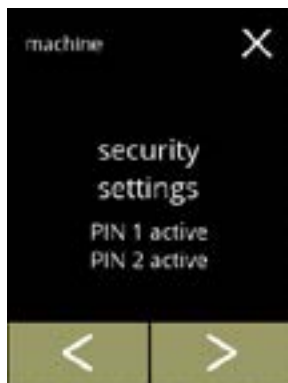 machine
security
settings
PIN 1 active
PIN 2 active